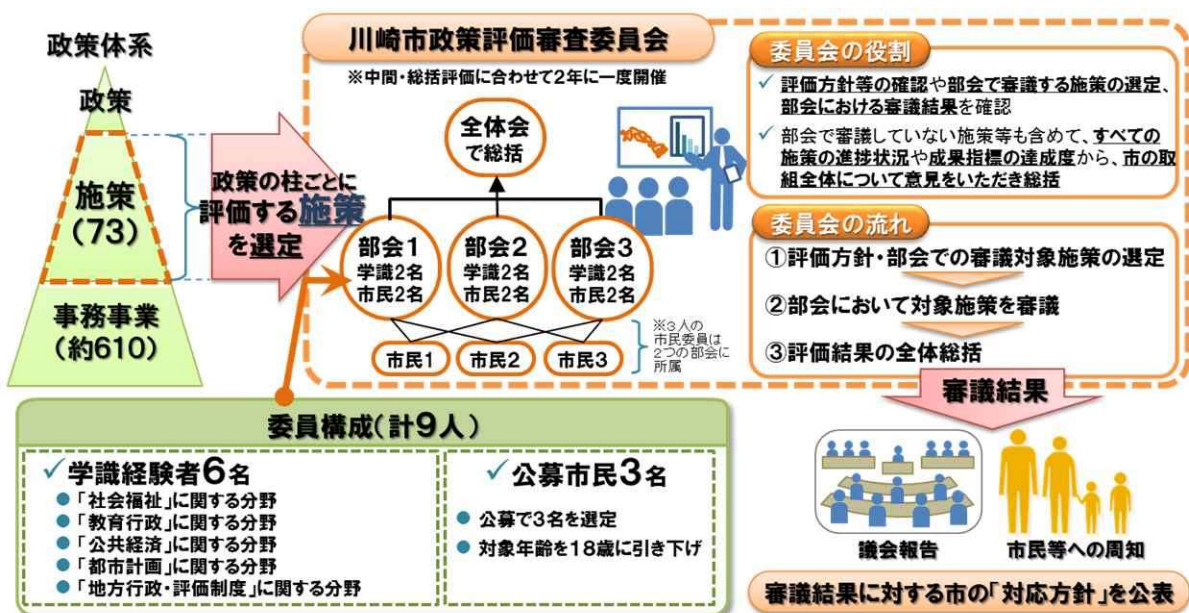 政策体系
政策
施策
(73)
事務事業
(約610)
政策の柱ごとに
評価する施策
を選定
川崎市政策評価審査委員会
※中間・総括評価に合わせて2年に一度開催
全体会
で総括
部会1
学識2名
市民2名
部会2
学識2名
市民2名
部会3
学識2名
市民2名
市民1
市民2
市民3
※3人の
市民委員は
2つの部会に
所属
委員会の役割
✓ 評価方針等の確認や部会で審議する施策の選定、
部会における審議結果を確認
✓ 部会で審議していない施策等も含めて、すべての
施策の進捗状況や成果指標の達成度から、市の取
組全体について意見をいただき総括
委員会の流れ
①評価方針・部会での審議対象施策の選定
②部会において対象施策を審議
③評価結果の全体総括
審議結果
委員構成(計9人)
✓学識経験者6名
●「社会福祉」に関する分野
●「教育行政」に関する分野
●「公共経済」に関する分野
●「都市計画」に関する分野
●「地方行政・評価制度」に関する分野
✓公募市民3名
● 公募で3名を選定
● 対象年齢を18歳に引き下げ
議会報告
市民等への周知
審議結果に対する市の「対応方針」を公表